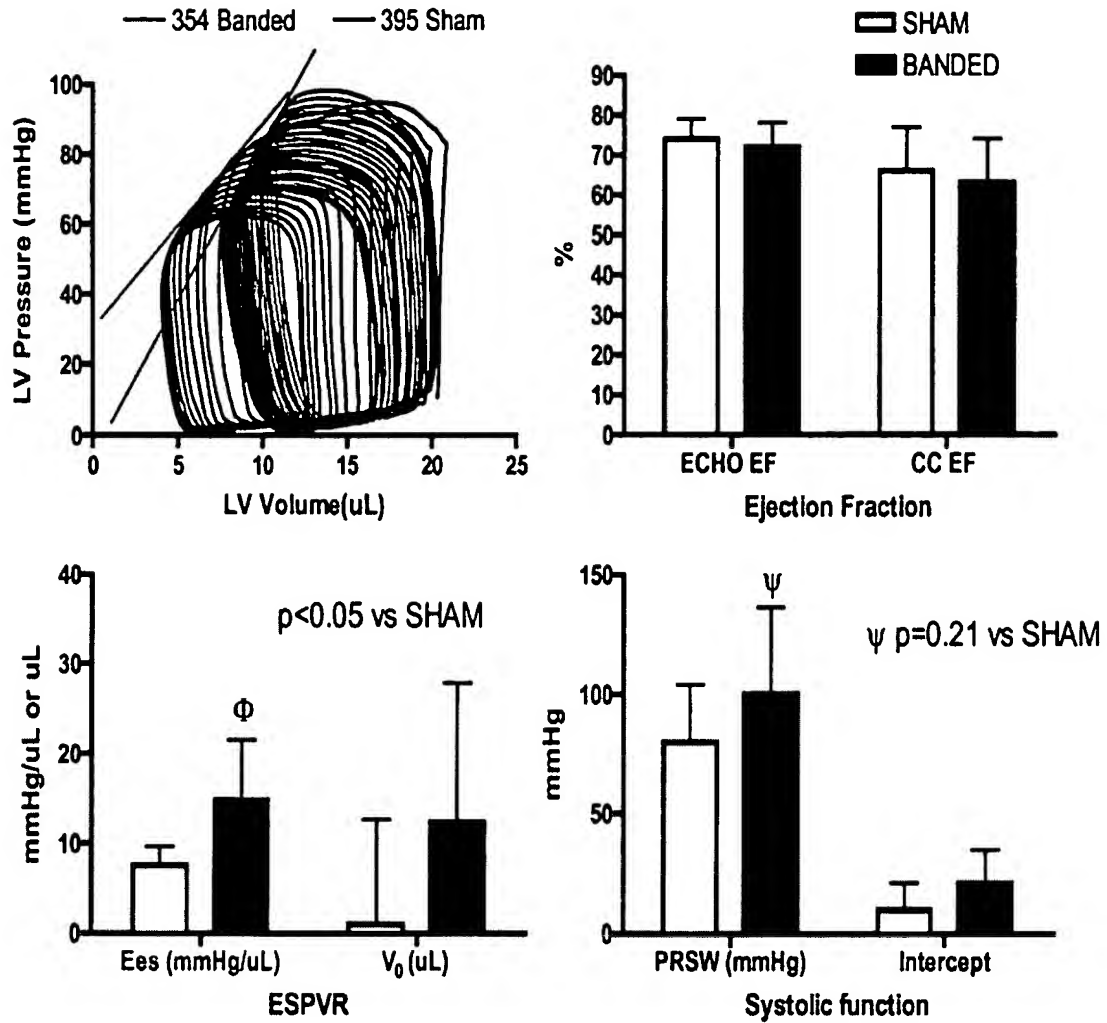 354 Banded 395 Sham
LV Pressure (mmHg)
100
80
60
40
20
0
0 5 10 15 20 25
LV Volume(uL)
SHAM
BANDED
%
90
80
70
60
50
40
30
20
10
0
ECHO EF CC EF
Ejection Fraction
mmHg/uL or uL
40
30
20
10
0
p<0.05 vs SHAM
Φ
Ees (mmHg/uL) V0 (uL)
ESPVR
mmHg
150
100
50
0
ψ
ψ p=0.21 vs SHAM
PRSW (mmHg) Intercept
Systolic function